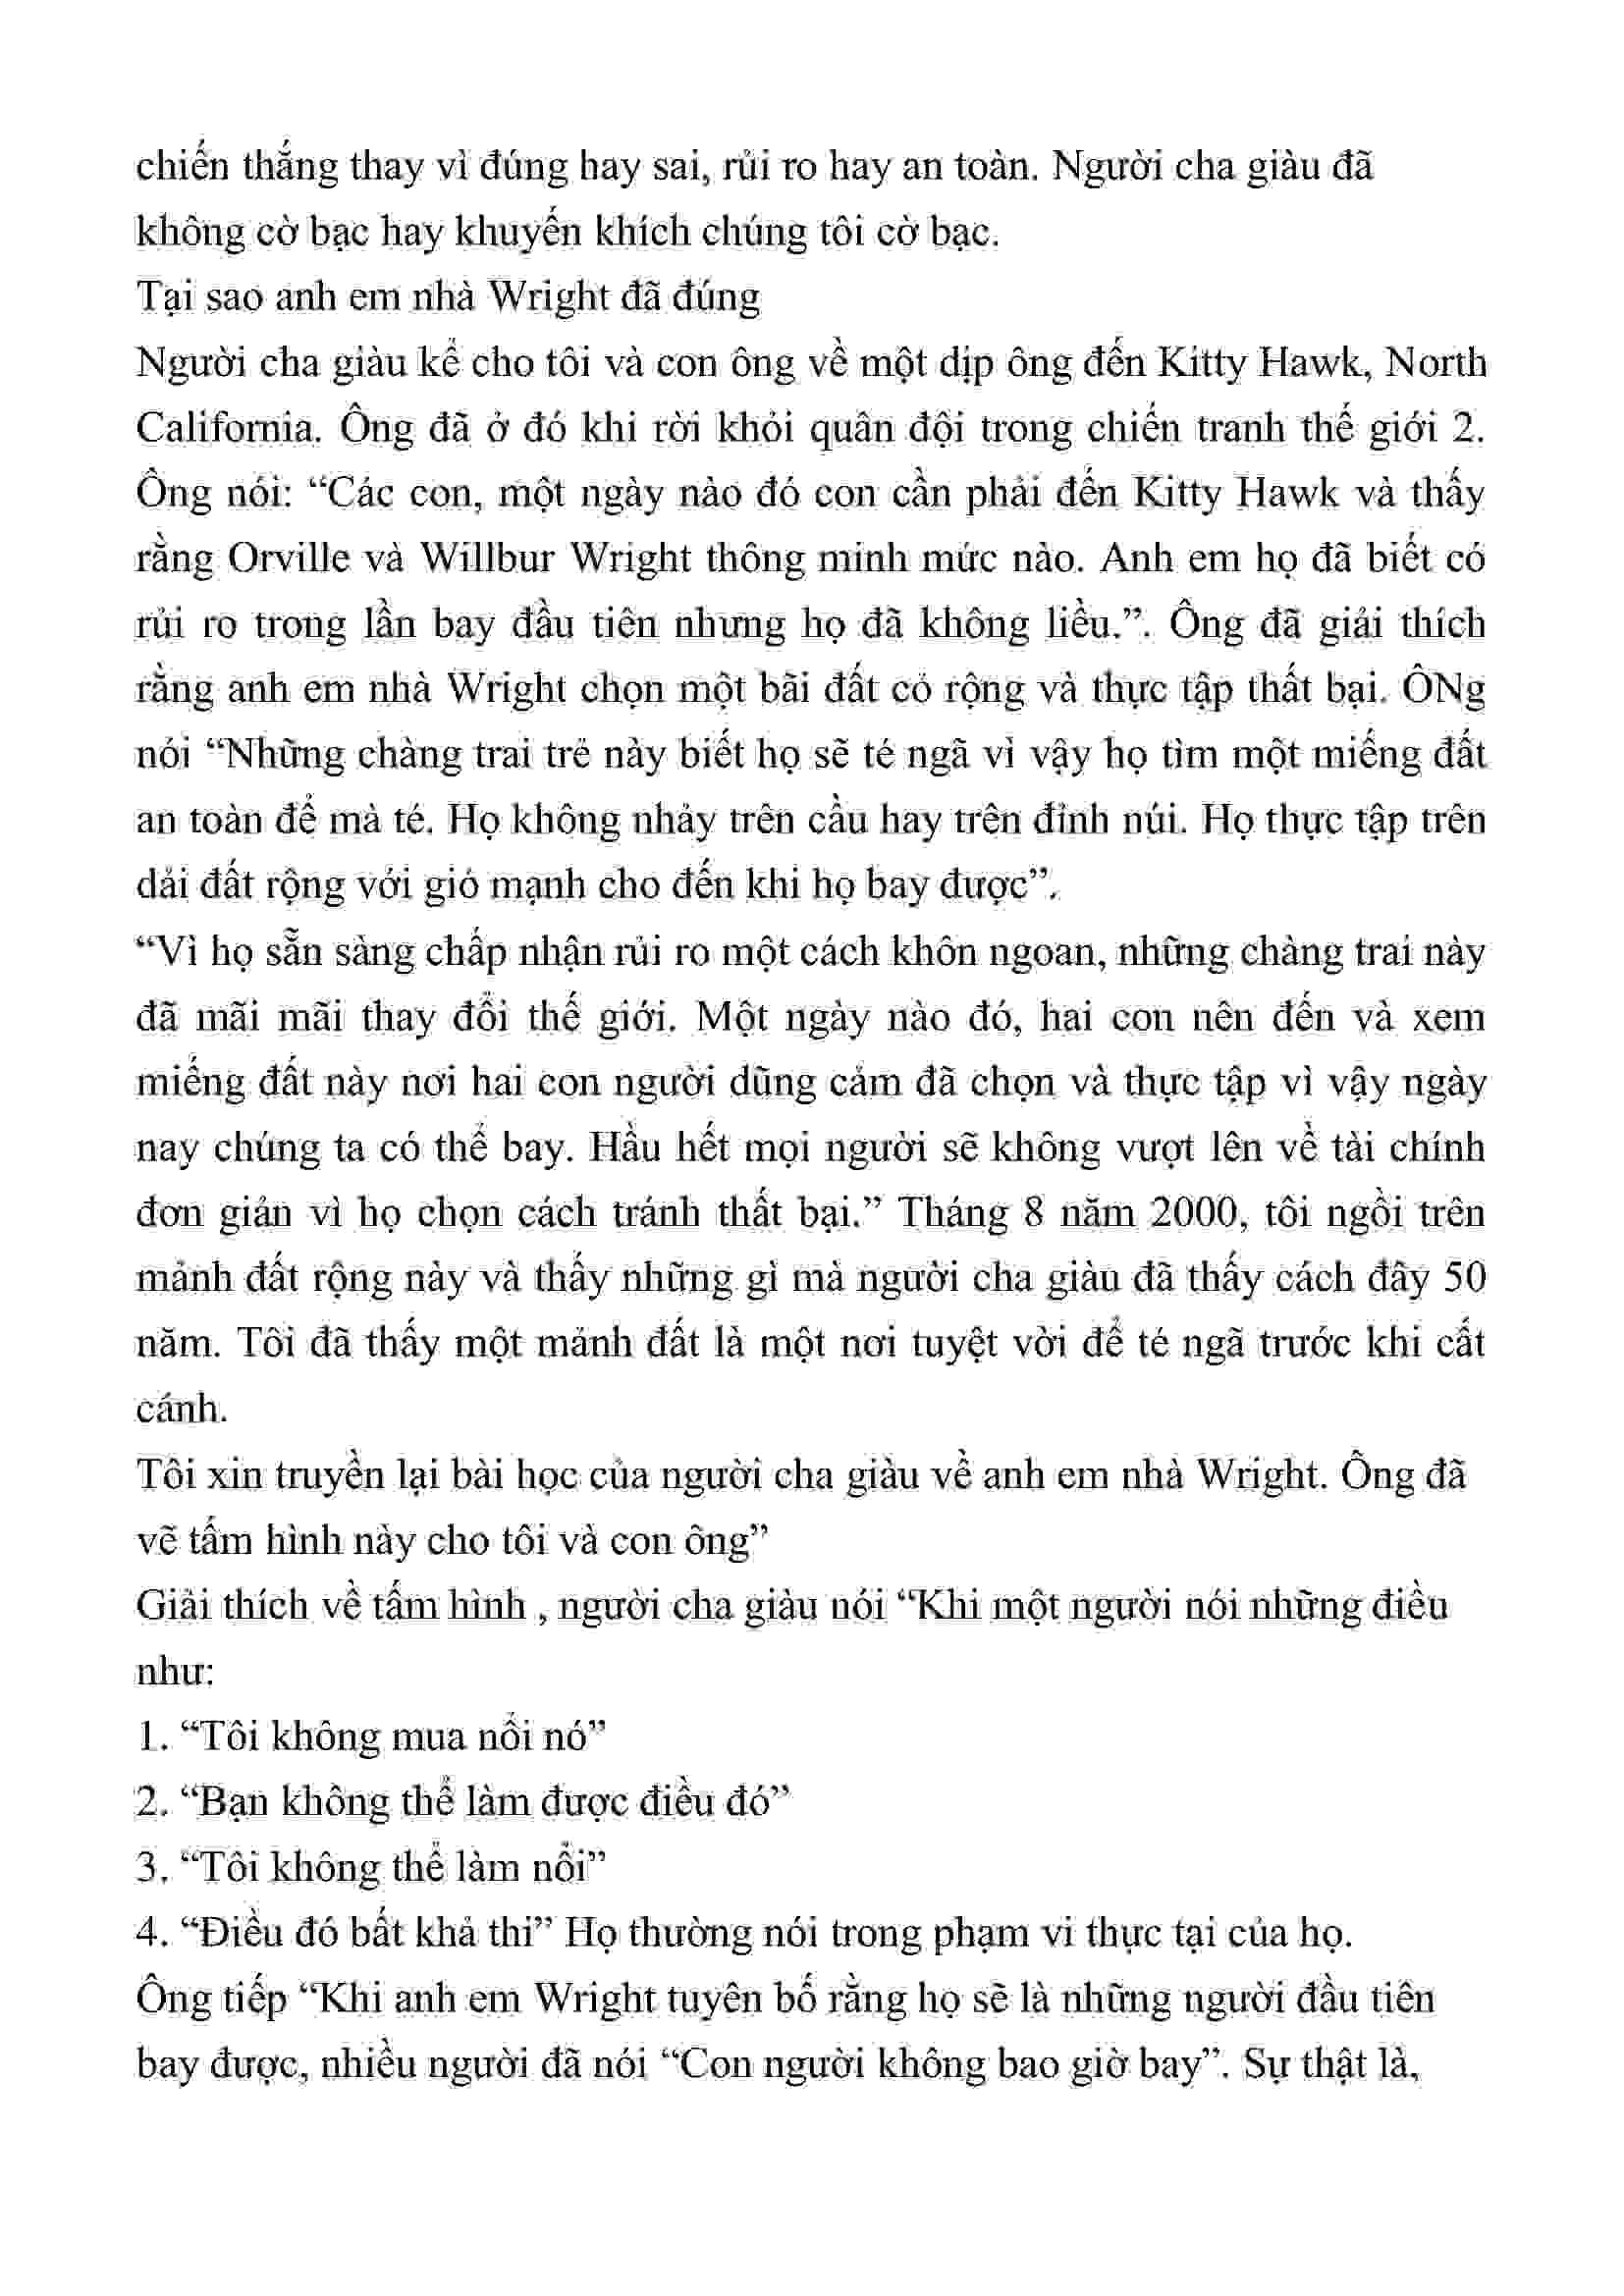 chiến thắng thay vì đúng hay sai, rủi ro hay an toàn. Người cha giàu đã
không cờ bạc hay khuyến khích chúng tôi cờ bạc.
Tại sao anh em nhà Wright đã đúng
Người cha giàu kể cho tôi và con ông về một dịp ông đến Kitty Hawk, North
California. Ông đã ở đó khi rời khỏi quân đội trong chiến tranh thế giới 2.
Ông nói: “Các con, một ngày nào đó con cần phải đến Kitty Hawk và thấy
rằng Orville và Willbur Wright thông minh mức nào. Anh em họ đã biết có
rủi ro trong lần bay đầu tiên nhưng họ đã không liều.”. Ông đã giải thích
rằng anh em nhà Wright chọn một bãi đất cỏ rộng và thực tập thất bại. ÔNg
nói “Những chàng trai trẻ này biết họ sẽ té ngã vì vậy họ tìm một miếng đất
an toàn để mà té. Họ không nhảy trên cầu hay trên đỉnh núi. Họ thực tập trên
dải đất rộng với gió mạnh cho đến khi họ bay được”.
“Vì họ sẵn sàng chấp nhận rủi ro một cách khôn ngoan, những chàng trai này
đã mãi mãi thay đổi thế giới. Một ngày nào đó, hai con nên đến và xem
miếng đất này nơi hai con người dũng cảm đã chọn và thực tập vì vậy ngày
nay chúng ta có thể bay. Hầu hết mọi người sẽ không vượt lên về tài chính
đơn giản vì họ chọn cách tránh thất bại.” Tháng 8 năm 2000, tôi ngồi trên
mảnh đất rộng này và thấy những gì mà người cha giàu đã thấy cách đây 50
năm. Tôi đã thấy một mảnh đất là một nơi tuyệt vời để té ngã trước khi cất
cánh.
Tôi xin truyền lại bài học của người cha giàu về anh em nhà Wright. Ông đã
vẽ tấm hình này cho tôi và con ông”
Giải thích về tấm hình , người cha giàu nói “Khi một người nói những điều
như:
1. “Tôi không mua nổi nó”
2. “Bạn không thể làm được điều đó”
3. “Tôi không thể làm nổi”
4. “Điều đó bất khả thi” Họ thường nói trong phạm vi thực tại của họ.
Ông tiếp “Khi anh em Wright tuyên bố rằng họ sẽ là những người đầu tiên
bay được, nhiều người đã nói “Con người không bao giờ bay”. Sự thật là,